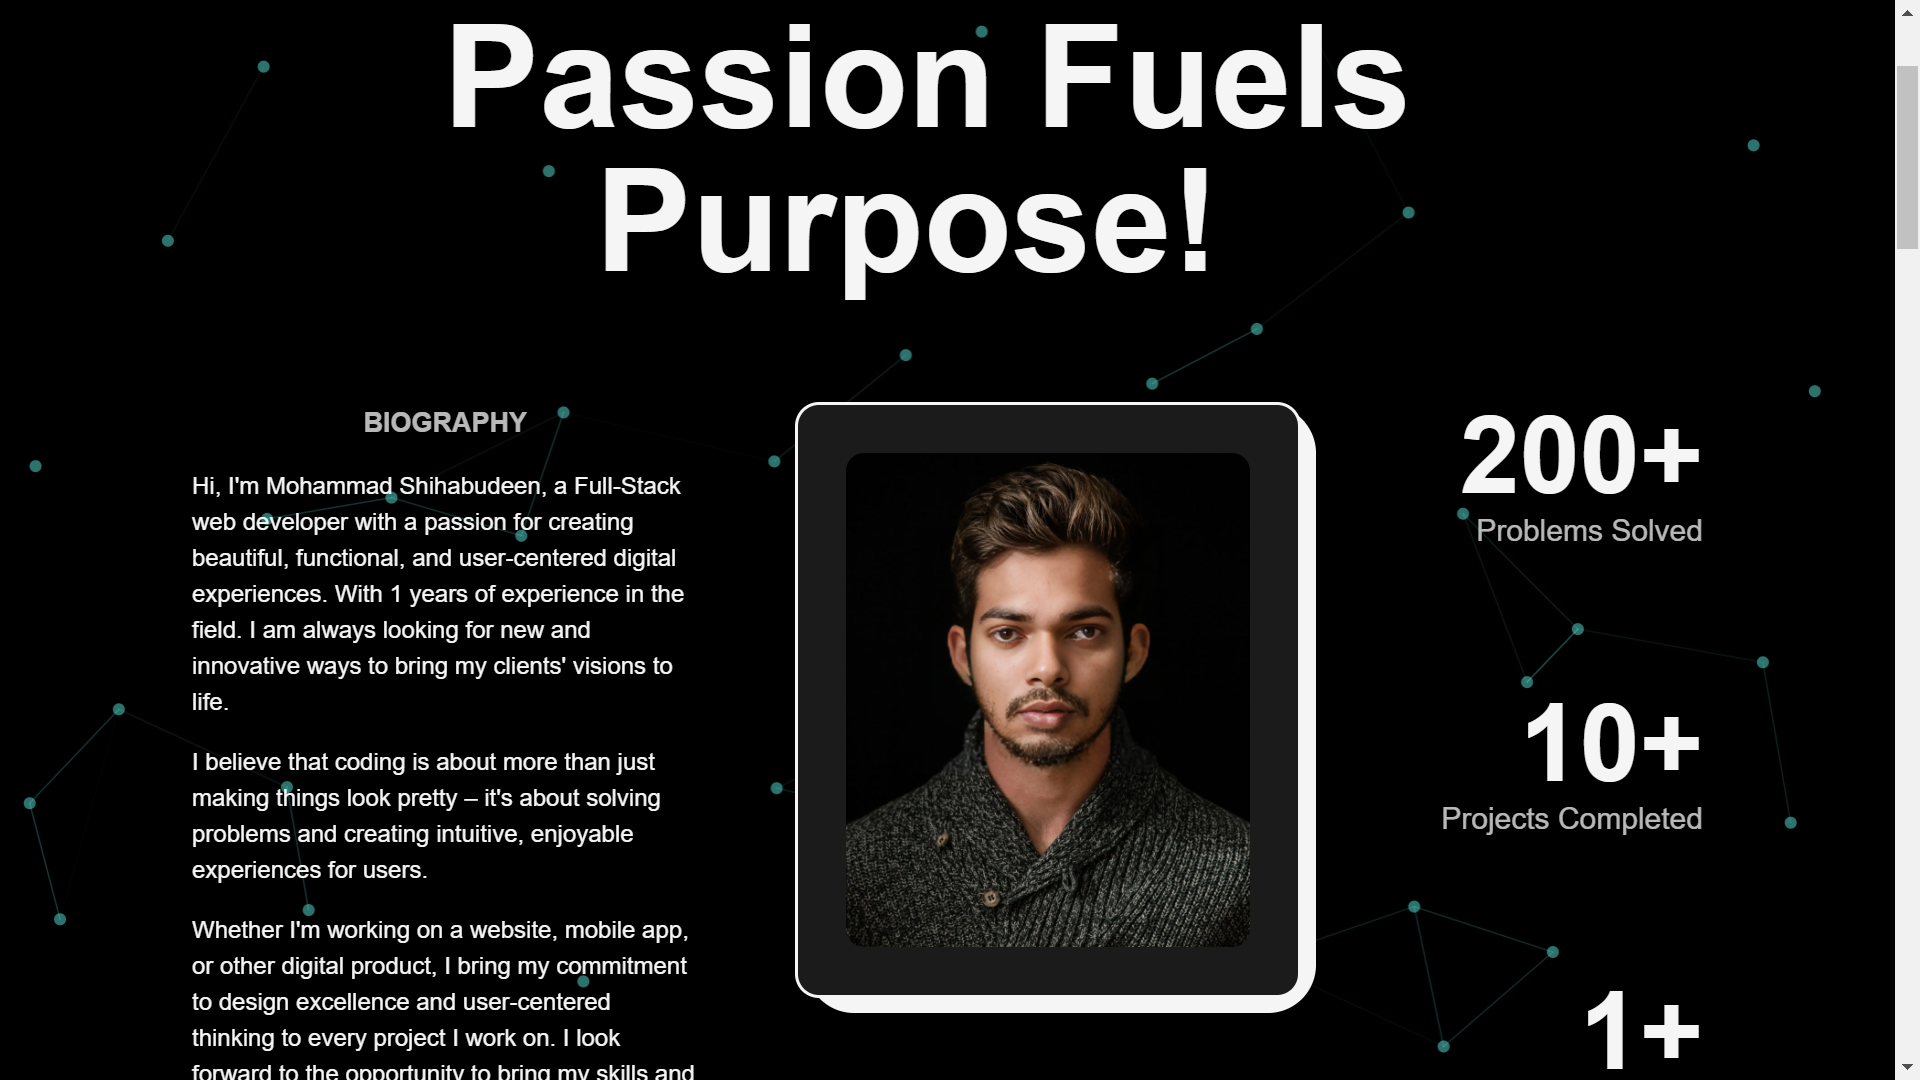 Passion Fuels
Purpose!
BIOGRAPHY
Hi, I'm Mohammad Shihabudeen, a Full-Stack
web developer with a passion for creating
beautiful, functional, and user-centered digital
experiences. With 1 years of experience in the
field. I am always looking for new and
innovative ways to bring my clients' visions to
life.
I believe that coding is about more than just
making things look pretty – it's about solving
problems and creating intuitive, enjoyable
experiences for users.
Whether I'm working on a website, mobile app,
or other digital product, I bring my commitment
to design excellence and user-centered
thinking to every project I work on. I look
forward to the opportunity to bring my skills and
200+
Problems Solved
10+
Projects Completed
1+